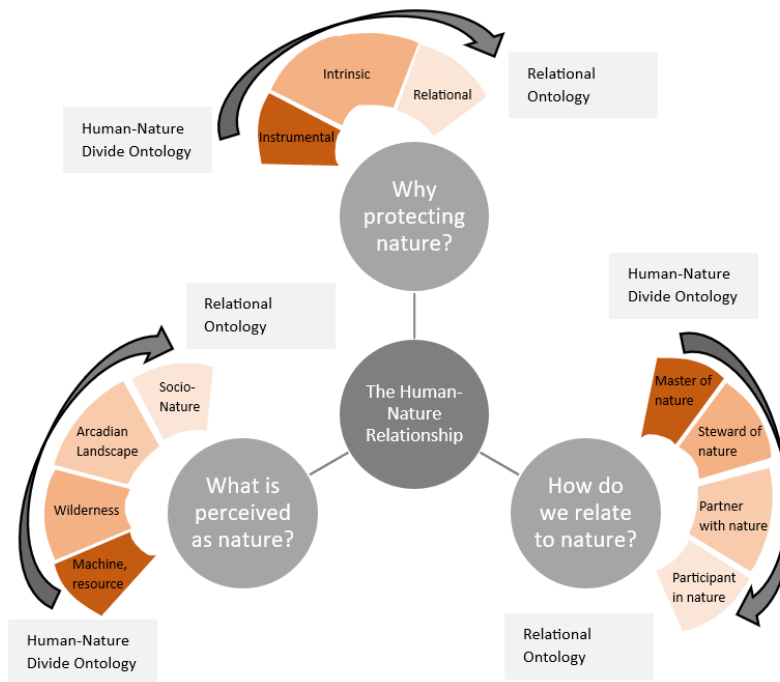 Intrinsic
Relational
Instrumental
Relational
Ontology
Human-Nature
Divide Ontology
Why
protecting
nature?
Human-Nature
Divide Ontology
Relational
Ontology
Socio-
Nature
Arcadian
Landscape
Wilderness
Machine,
resource
The Human-
Nature
Relationship
Master of
nature
Steward of
nature
Partner
with nature
Participant
in nature
What is
perceived
as nature?
How do
we relate
to nature?
Human-Nature
Divide Ontology
Relational
Ontology